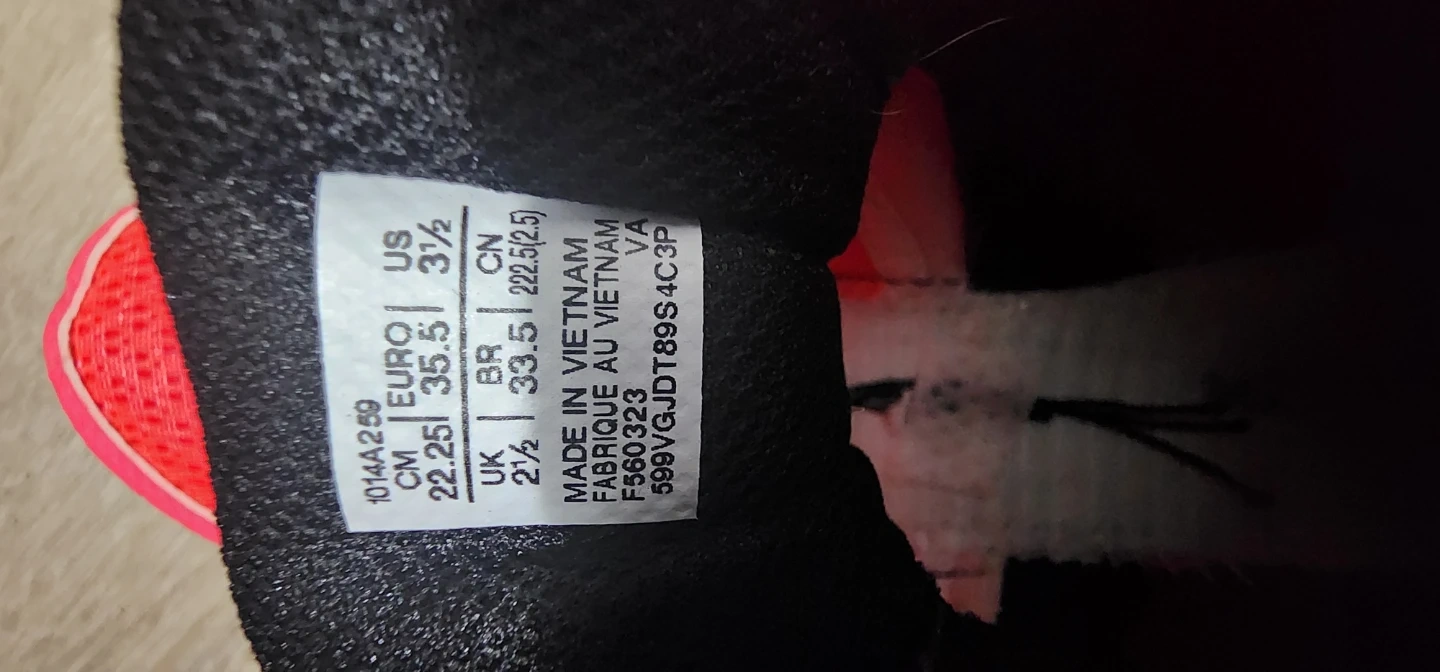 1014A259
CM | EURO | US
22.25 | 35.5 | 3½
UK | BR | CN
2½ | 33.5 | 222.5(2.5)
MADE IN VIETNAM
FABRIQUE AU VIETNAM
F560323 VA
599VGJDT89S4C3P